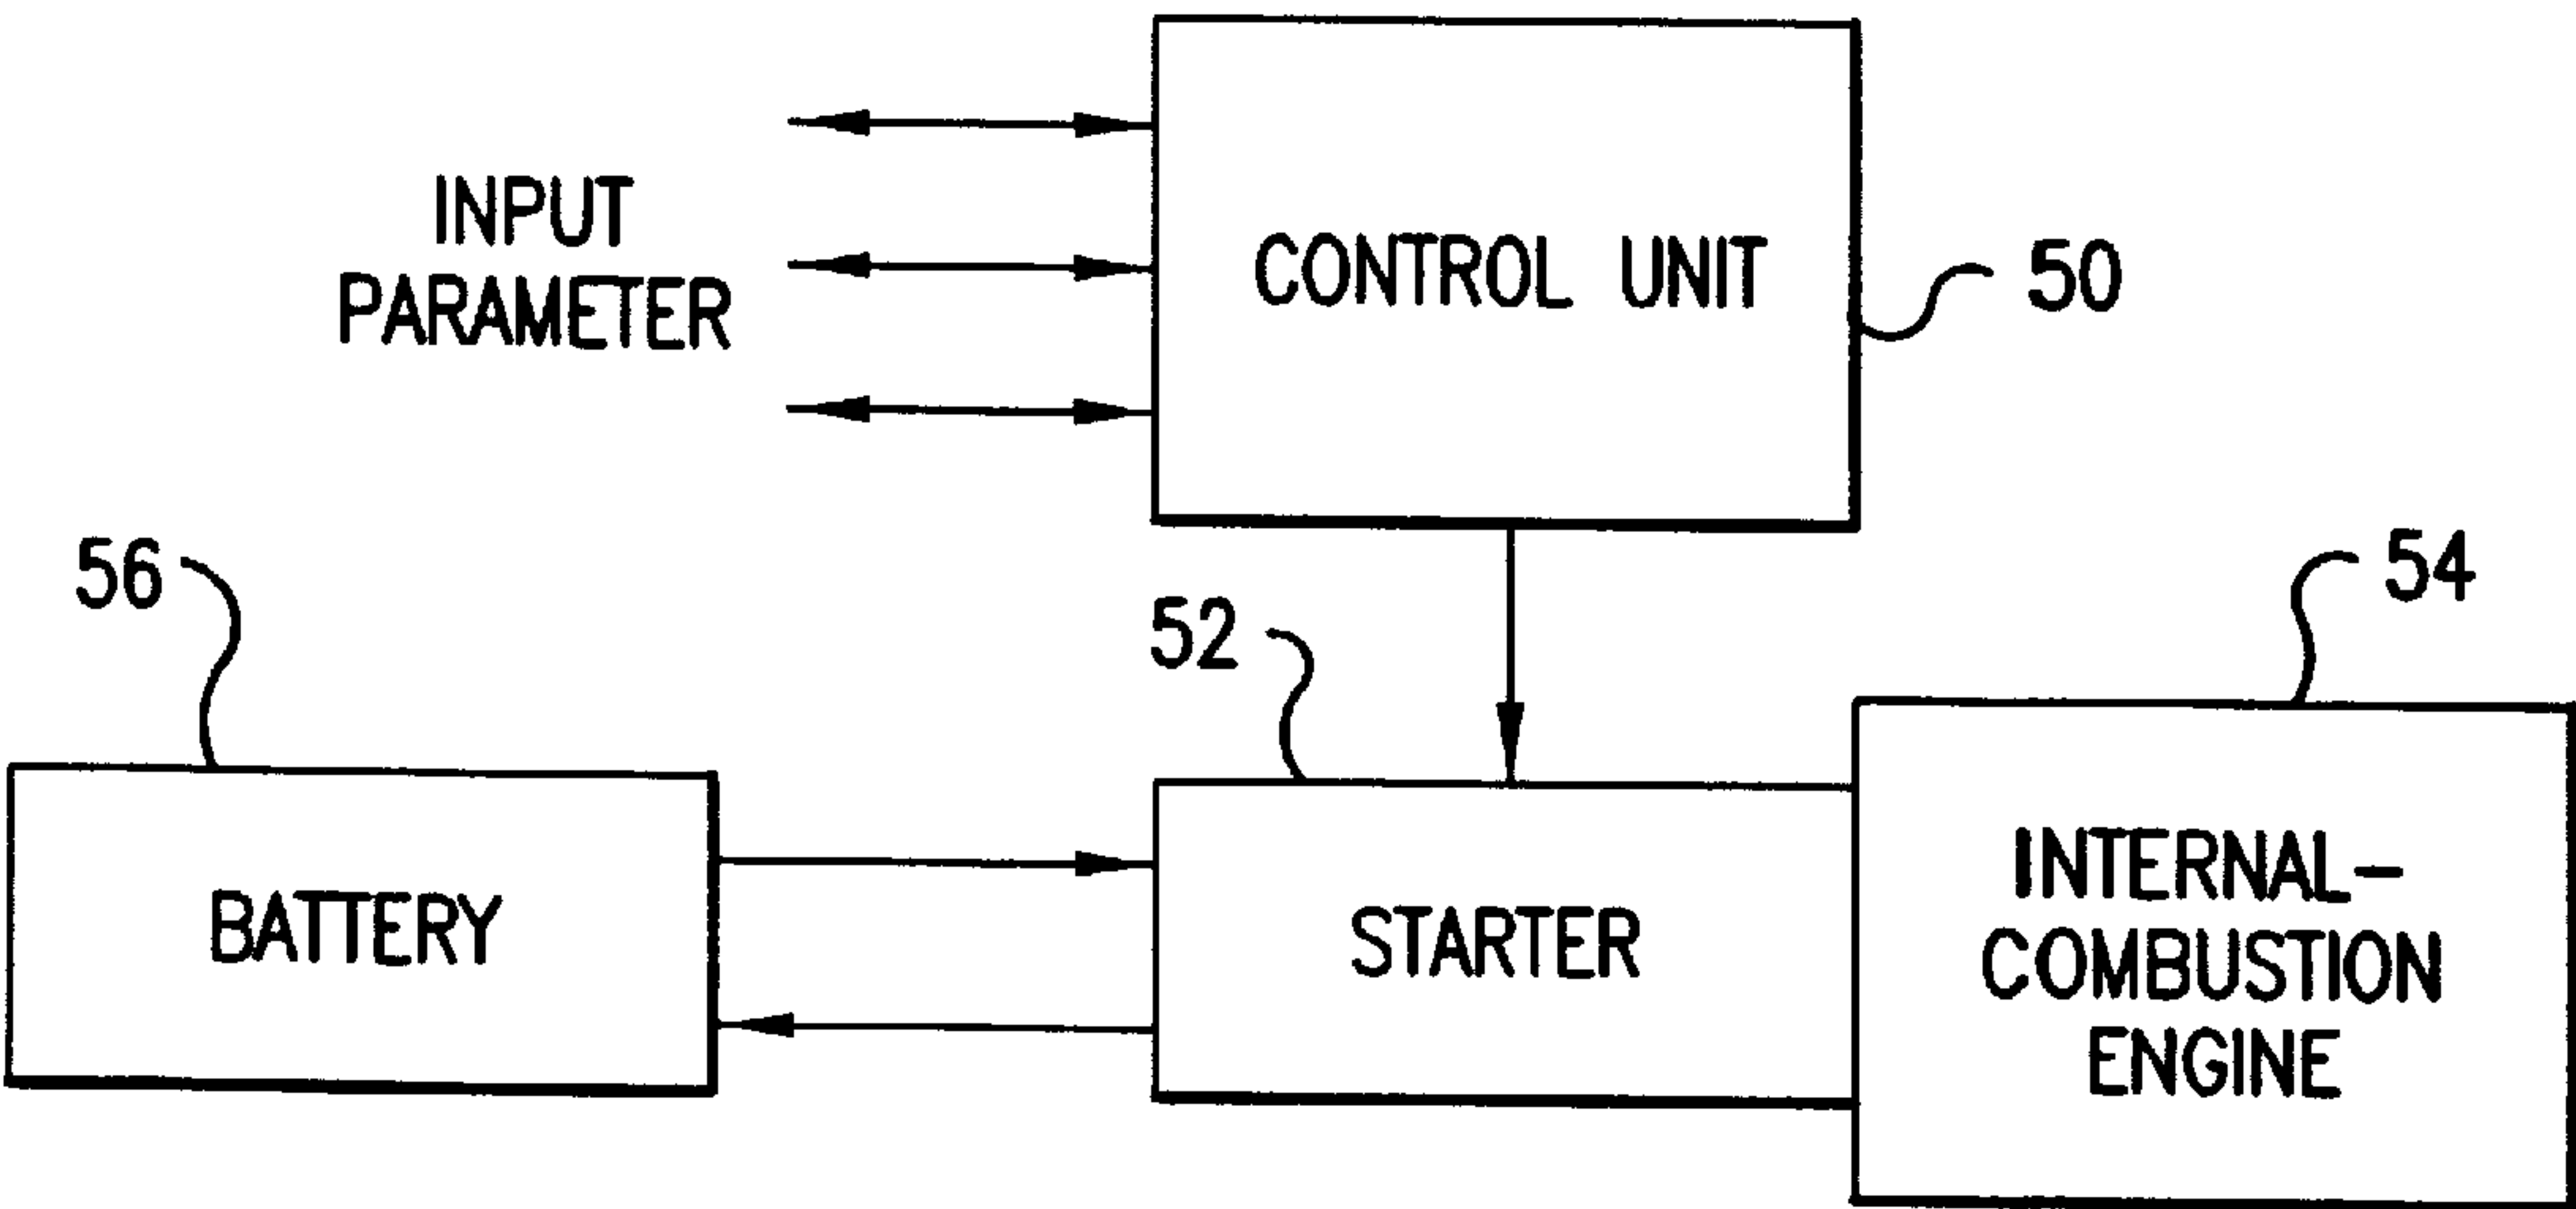 INPUT
PARAMETER
CONTROL UNIT
50
56
52
54
BATTERY
STARTER
INTERNAL-
COMBUSTION
ENGINE